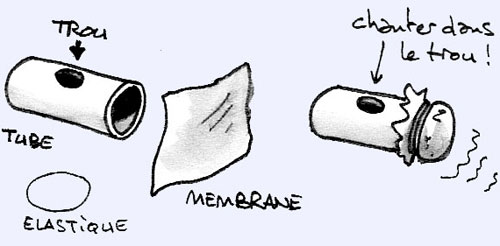 TROU
TUBE
ELASTiQUE
MEMBRANE
chanter dans
le trou !